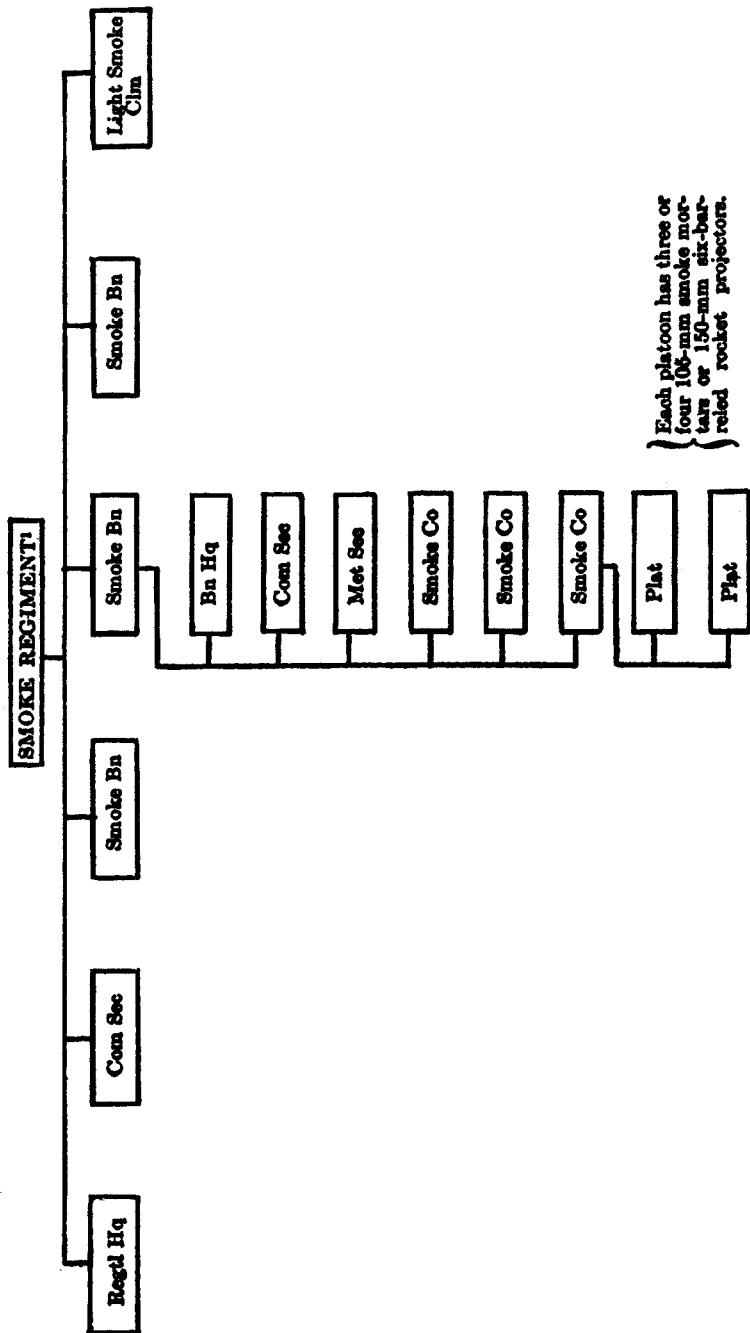 SMOKE REGIMENT¹
Regtl Hq
Com Sec
Smoke Bn
Smoke Bn
Smoke Bn
Light Smoke
Clm
Bn Hq
Com Sec
Met Sec
Smoke Co
Smoke Co
Smoke Co
Plat
Plat
Each platoon has three or
four 105-mm smoke mor-
tars or 150-mm six-bar-
reled rocket projectors.